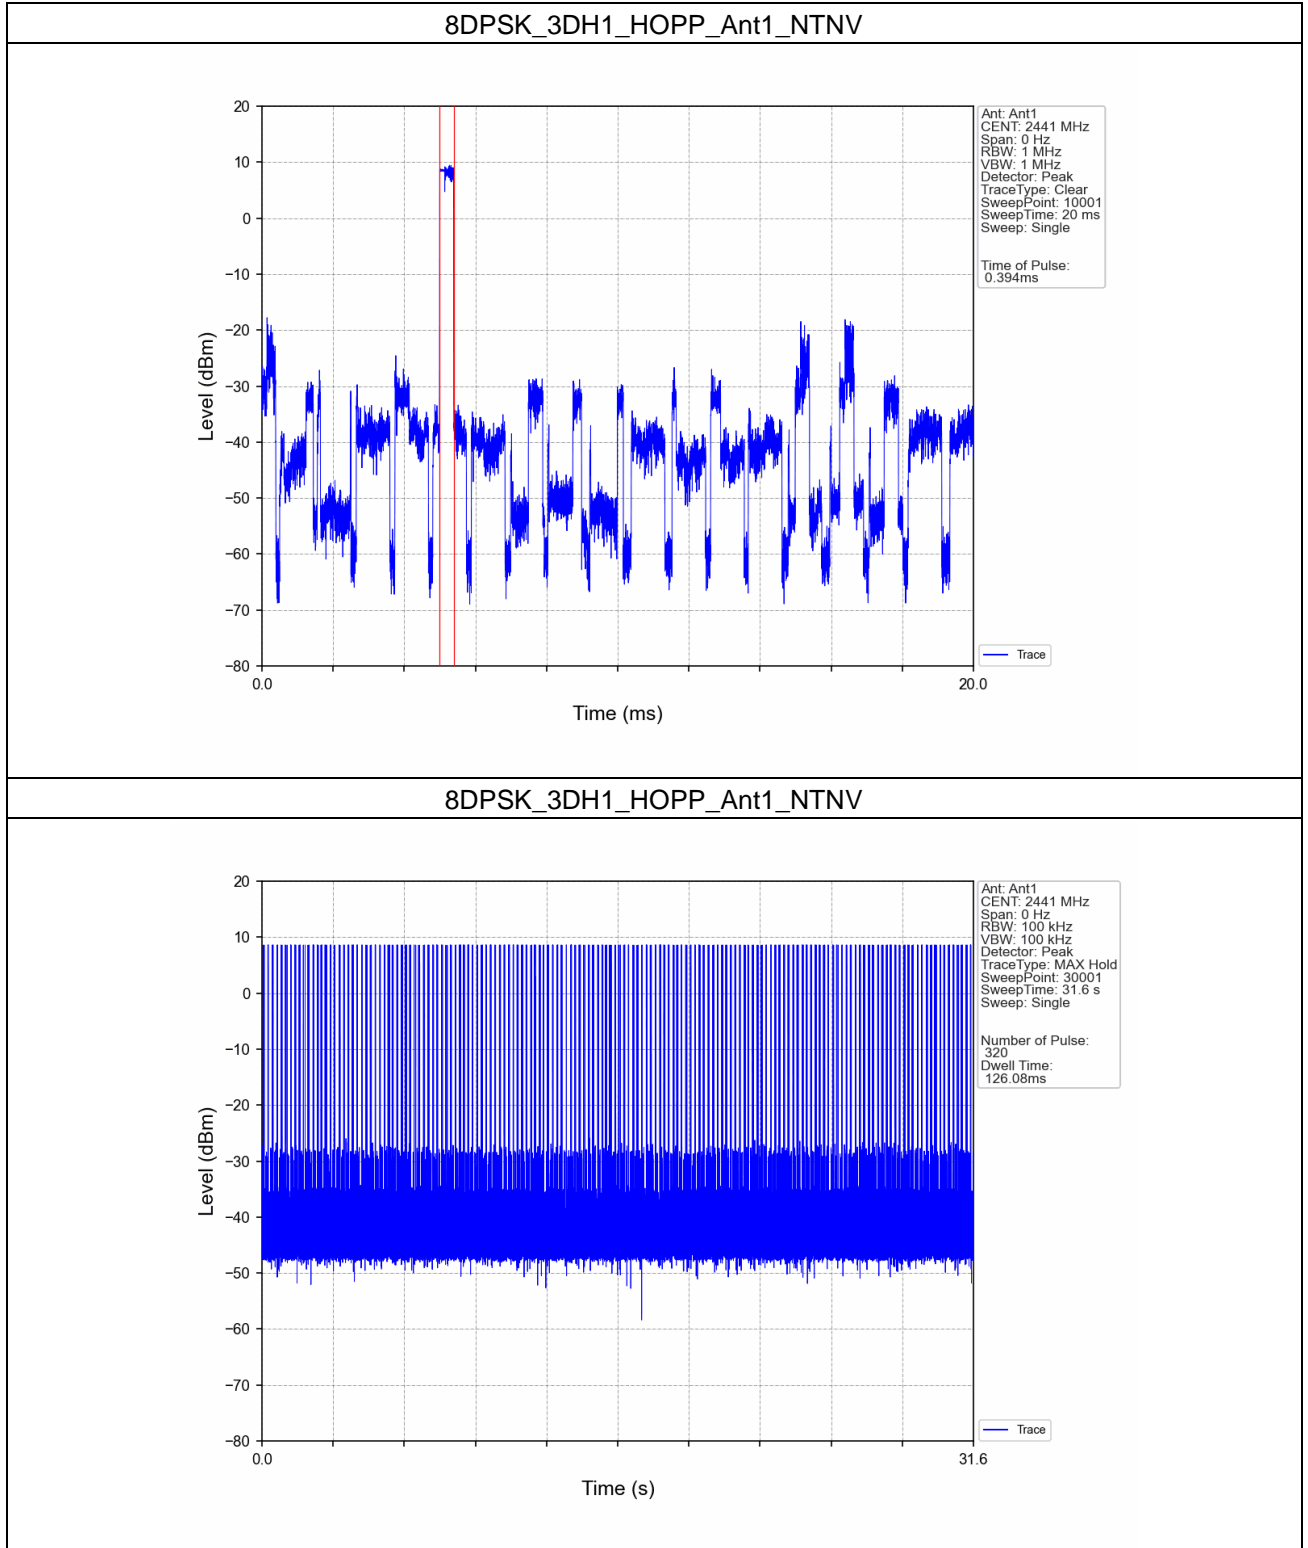 8DPSK_3DH1_HOPP_Ant1_NTNV
20
10
0
−10
−20
−30
−40
−50
−60
−70
−80
Level (dBm)
0.0
20.0
Time (ms)
Ant: Ant1
CENT: 2441 MHz
Span: 0 Hz
RBW: 1 MHz
VBW: 1 MHz
Detector: Peak
TraceType: Clear
SweepPoint: 10001
SweepTime: 20 ms
Sweep: Single
Time of Pulse:
0.394ms
Trace
8DPSK_3DH1_HOPP_Ant1_NTNV
20
10
0
−10
−20
−30
−40
−50
−60
−70
−80
Level (dBm)
0.0
31.6
Time (s)
Ant: Ant1
CENT: 2441 MHz
Span: 0 Hz
RBW: 100 kHz
VBW: 100 kHz
Detector: Peak
TraceType: MAX Hold
SweepPoint: 30001
SweepTime: 31.6 s
Sweep: Single
Number of Pulse:
320
Dwell Time:
126.08ms
Trace